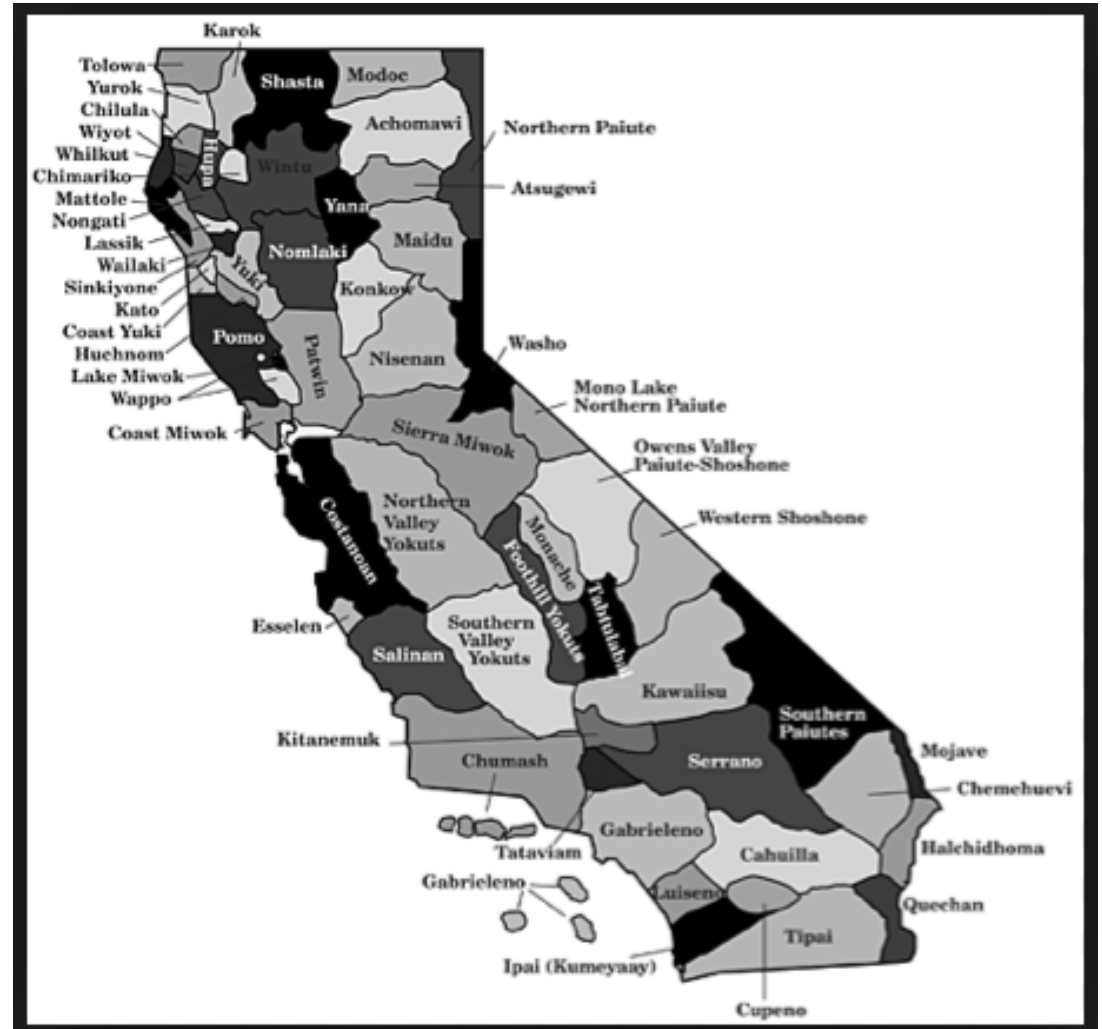 Karok
Tolowa
Yurok
Chilula
Wiyot
Whilkut
Chimariko
Mattole
Nongati
Lassik
Wailaki
Sinkiyone
Kato
Coast Yuki
Huchnom
Lake Miwok
Wappo
Coast Miwok
Shasta
Modoc
Achomawi
Northern Paiute
Hupa
Wintu
Atsugewi
Yana
Maidu
Nomlaki
Yuki
Konkow
Pomo
Patwin
Nisenan
Washo
Mono Lake
Northern Paiute
Sierra Miwok
Owens Valley
Paiute-Shoshone
Costanoan
Northern
Valley
Yokuts
Monache
Western Shoshone
Foothill Yokuts
Tabtulabal
Esselen
Salinan
Southern
Valley
Yokuts
Kawaiisu
Southern
Paiutes
Kitanemuk
Chumash
Serrano
Mojave
Chemehuevi
Gabrieleno
Tataviam
Cahuilla
Halchidhoma
Gabrieleno
Luiseno
Quechan
Tipai
Ipai (Kumeyaay)
Cupeno